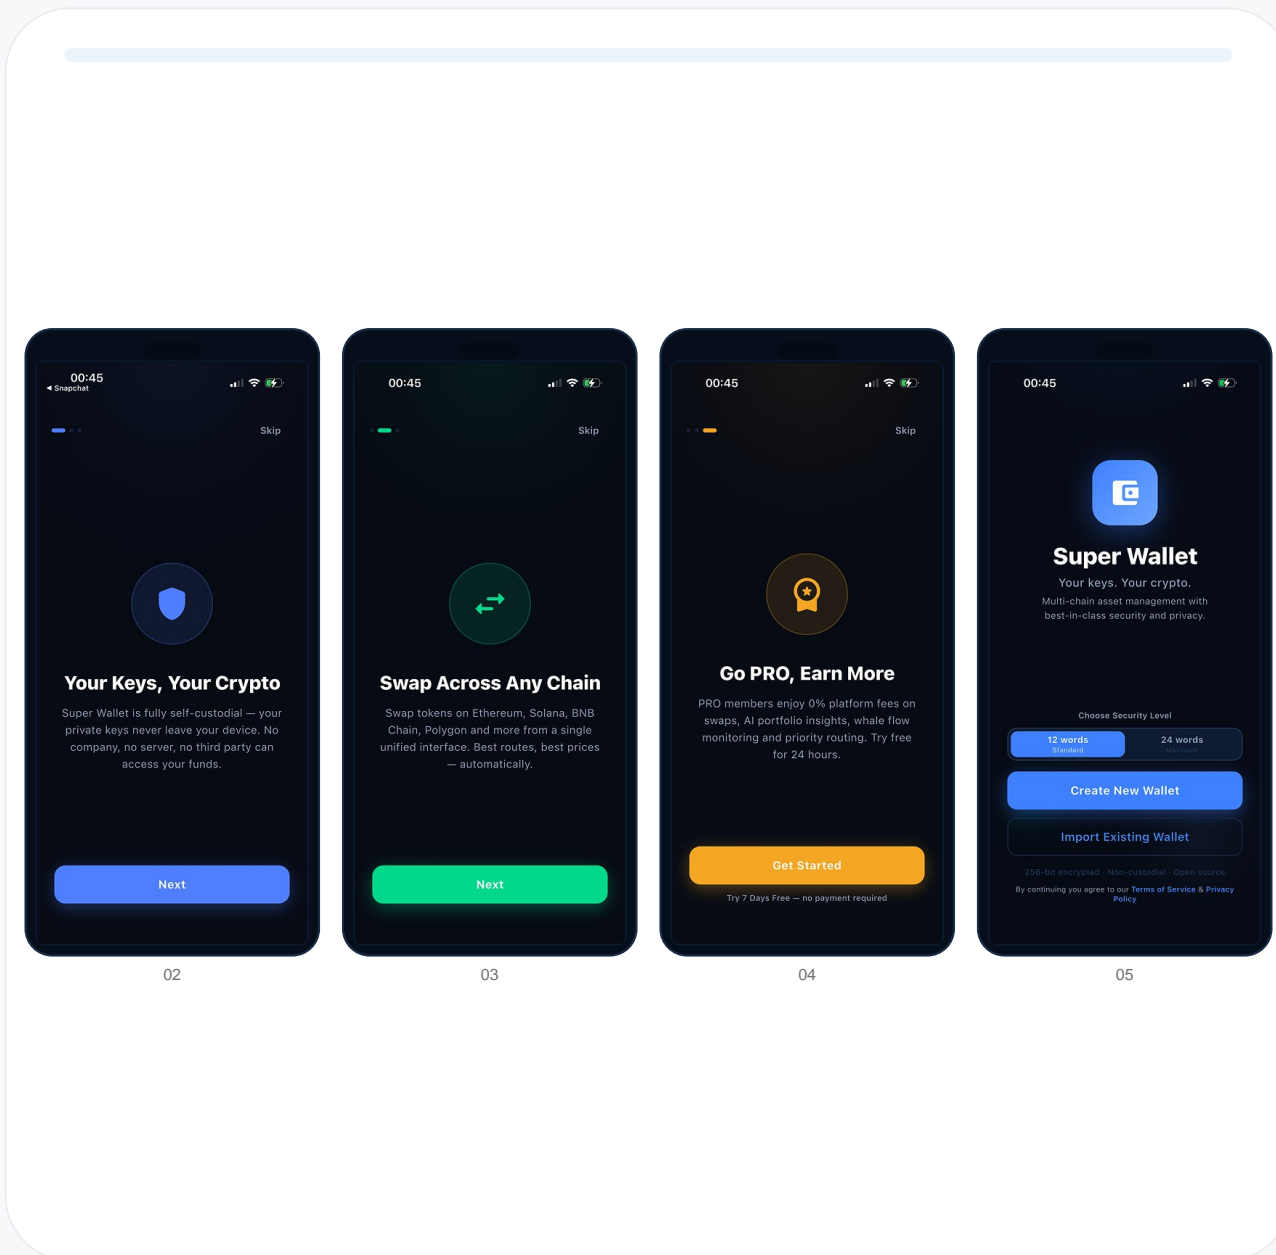 00:45
◀ Snapchat
Skip
Your Keys, Your Crypto
Super Wallet is fully self-custodial — your
private keys never leave your device. No
company, no server, no third party can
access your funds.
Next
02
00:45
Skip
Swap Across Any Chain
Swap tokens on Ethereum, Solana, BNB
Chain, Polygon and more from a single
unified interface. Best routes, best prices
— automatically.
Next
03
00:45
Skip
Go PRO, Earn More
PRO members enjoy 0% platform fees on
swaps, AI portfolio insights, whale flow
monitoring and priority routing. Try free
for 24 hours.
Get Started
Try 7 Days Free — no payment required
04
00:45
Super Wallet
Your keys. Your crypto.
Multi-chain asset management with
best-in-class security and privacy.
Choose Security Level
12 words
Standard
24 words
Maximum
Create New Wallet
Import Existing Wallet
256-bit encrypted · Non-custodial · Open source
By continuing you agree to our Terms of Service & Privacy
Policy
05